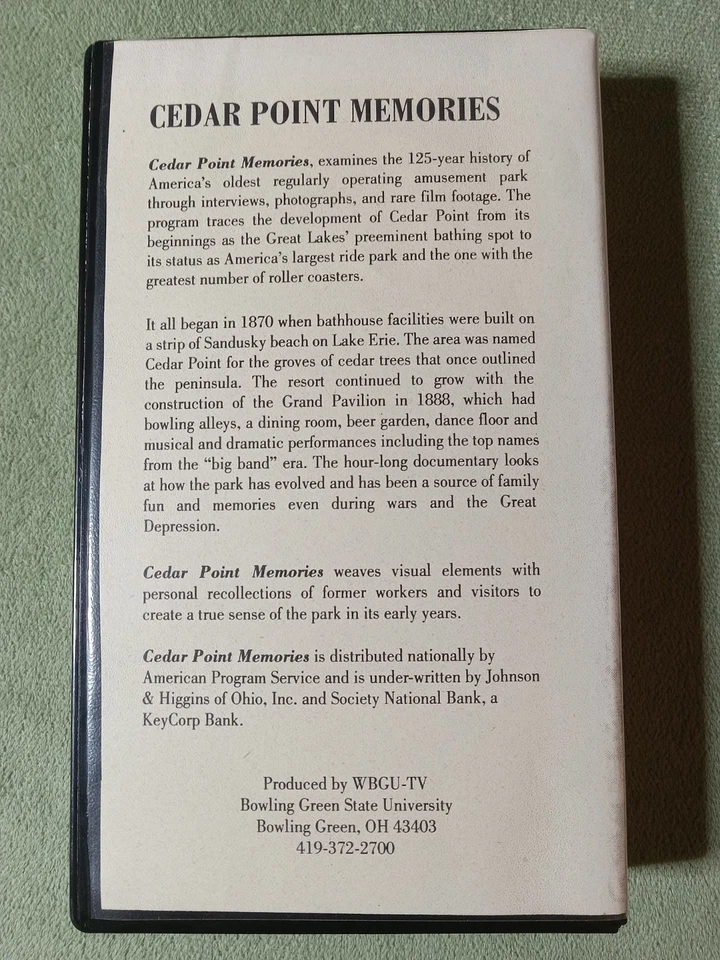 CEDAR POINT MEMORIES
Cedar Point Memories, examines the 125-year history of
America's oldest regularly operating amusement park
through interviews, photographs, and rare film footage. The
program traces the development of Cedar Point from its
beginnings as the Great Lakes' preeminent bathing spot to
its status as America's largest ride park and the one with the
greatest number of roller coasters.
It all began in 1870 when bathhouse facilities were built on
a strip of Sandusky beach on Lake Erie. The area was named
Cedar Point for the groves of cedar trees that once outlined
the peninsula. The resort continued to grow with the
construction of the Grand Pavilion in 1888, which had
bowling alleys, a dining room, beer garden, dance floor and
musical and dramatic performances including the top names
from the “big band” era. The hour-long documentary looks
at how the park has evolved and has been a source of family
fun and memories even during wars and the Great
Depression.
Cedar Point Memories weaves visual elements with
personal recollections of former workers and visitors to
create a true sense of the park in its early years.
Cedar Point Memories is distributed nationally by
American Program Service and is under-written by Johnson
& Higgins of Ohio, Inc. and Society National Bank, a
KeyCorp Bank.
Produced by WBGU-TV
Bowling Green State University
Bowling Green, OH 43403
419-372-2700